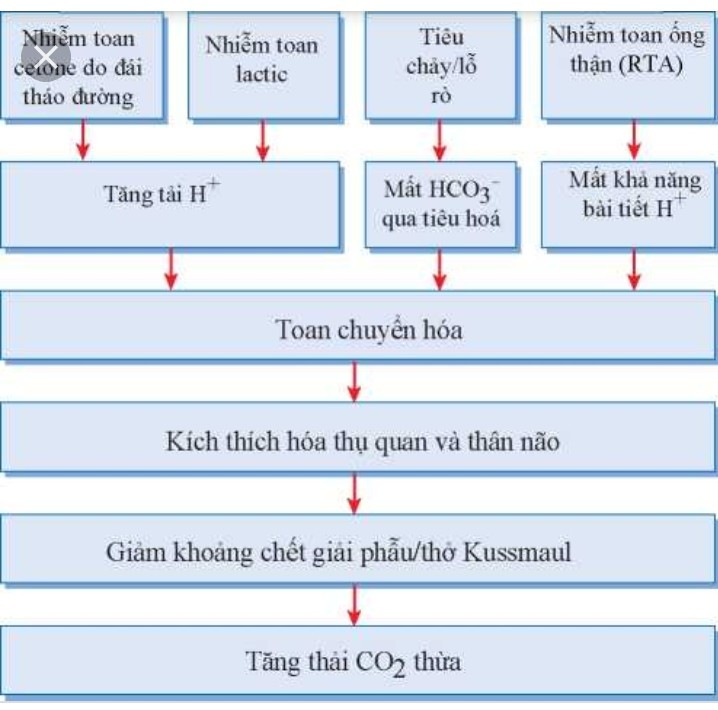 Nhiễm toan
cetone do đái
tháo đường
Nhiễm toan
lactic
Tiêu
chảy/lỗ
rò
Nhiễm toan ống
thận (RTA)
Tăng tải H⁺
Mất HCO₃⁻
qua tiêu hoá
Mất khả năng
bài tiết H⁺
Toan chuyển hóa
Kích thích hóa thụ quan và thân não
Giảm khoảng chết giải phẫu/thở Kussmaul
Tăng thải CO₂ thừa